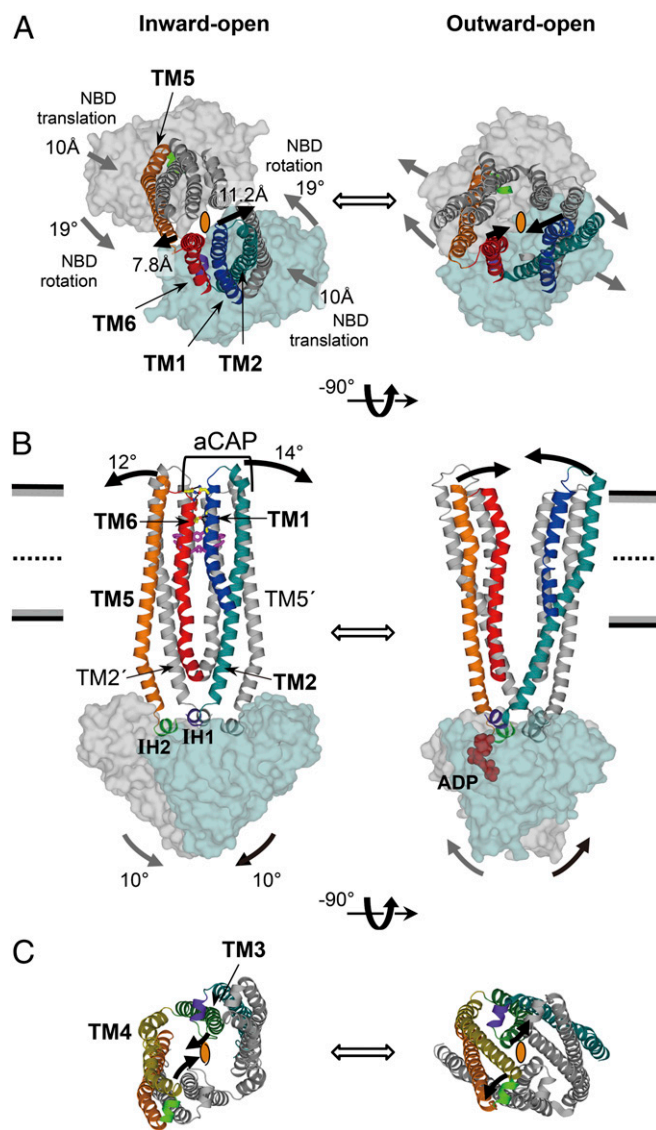 A
Inward-open
Outward-open
TM5
NBD
translation
10Å
NBD
rotation
11.2Å
19°
19°
NBD
rotation
7.8Å
10Å
NBD
translation
TM6
TM1
TM2
-90°
B
aCAP
12°
14°
TM6
TM1
TM5
TM5´
TM2´
TM2
IH2
IH1
ADP
10°
10°
-90°
C
TM3
TM4